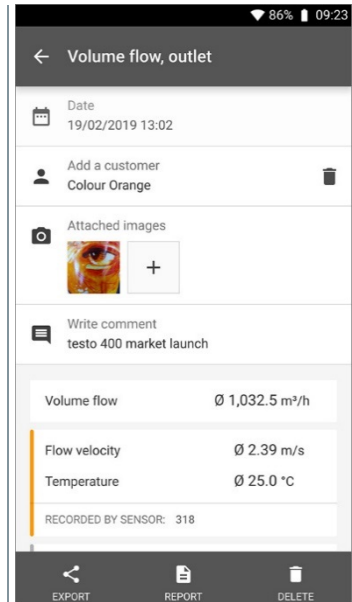 86% 09:23
Volume flow, outlet
Date
19/02/2019 13:02
Add a customer
Colour Orange
Attached images
+
Write comment
testo 400 market launch
Volume flow Ø 1,032.5 m³/h
Flow velocity Ø 2.39 m/s
Temperature Ø 25.0 °C
RECORDED BY SENSOR: 318
EXPORT REPORT DELETE